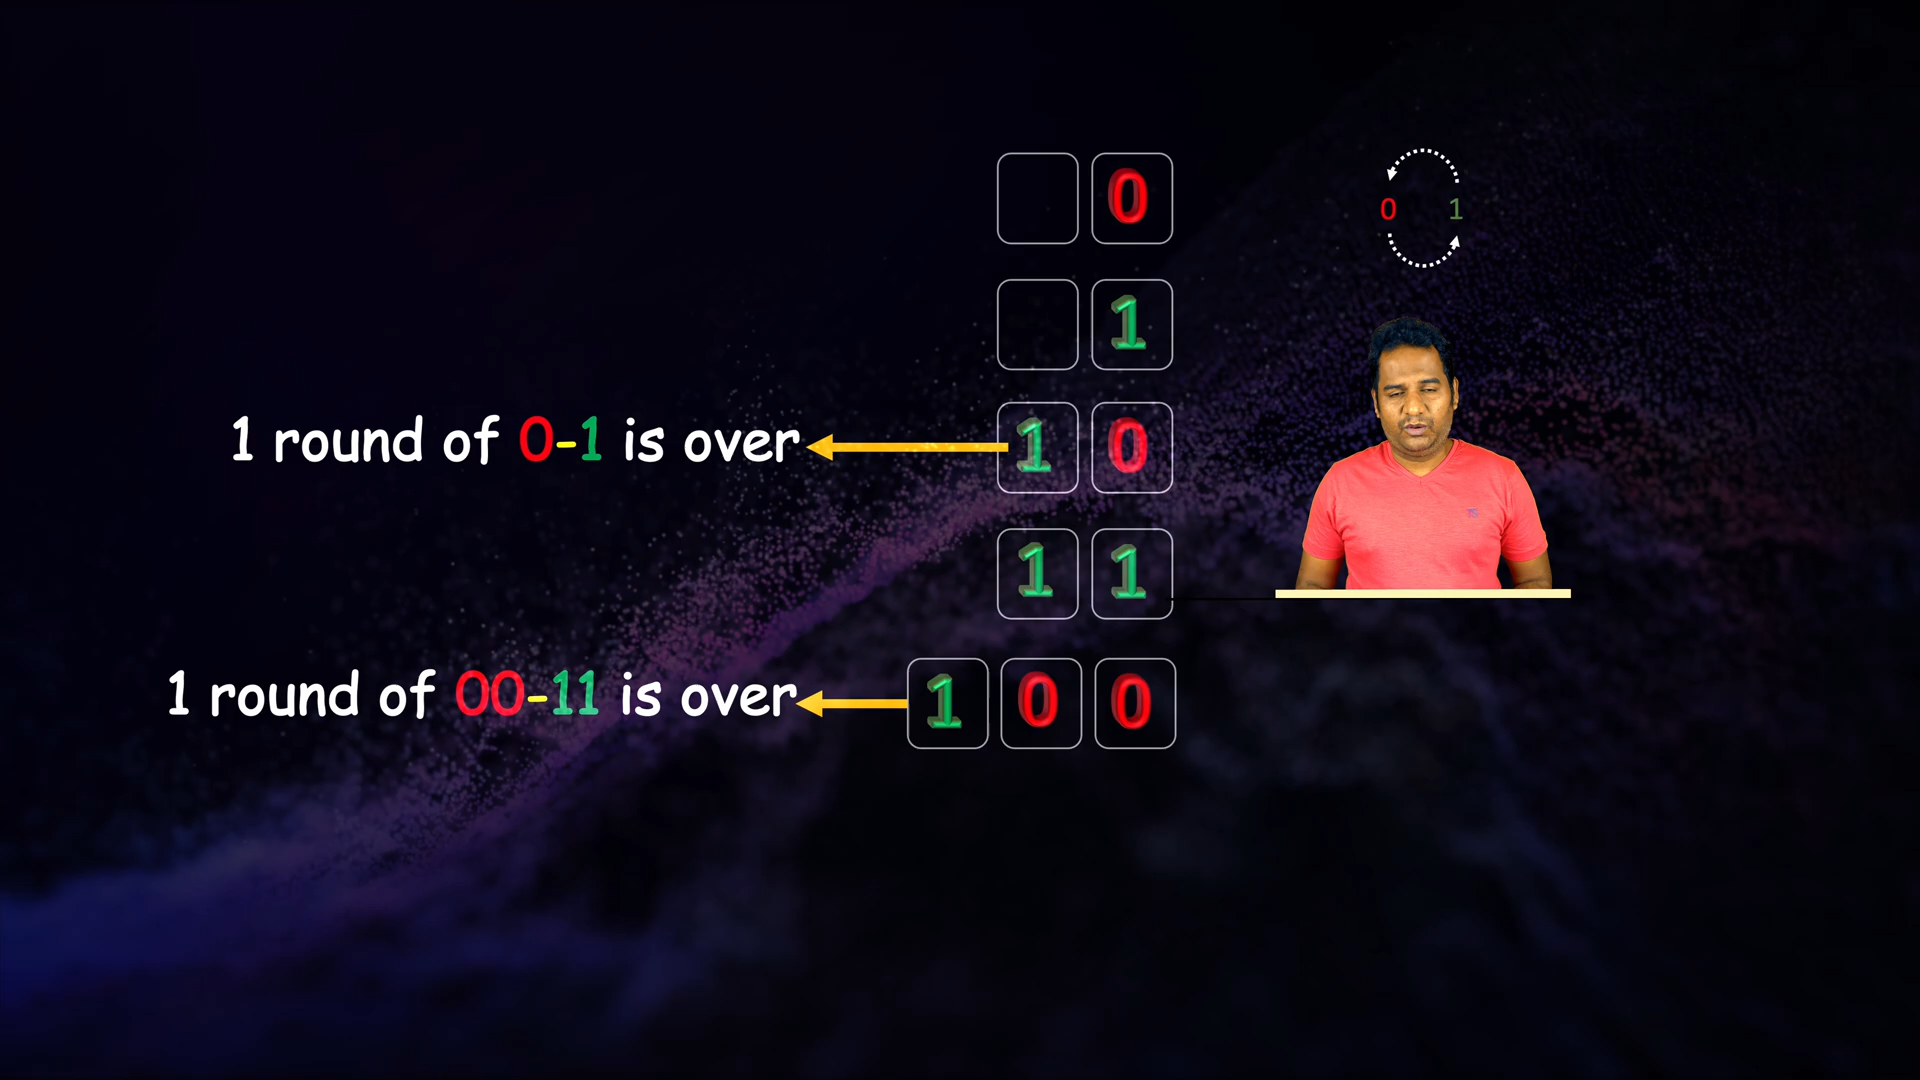 0
0 1
1
1 round of 0-1 is over
1 0
1 1
1 round of 00-11 is over
1 0 0